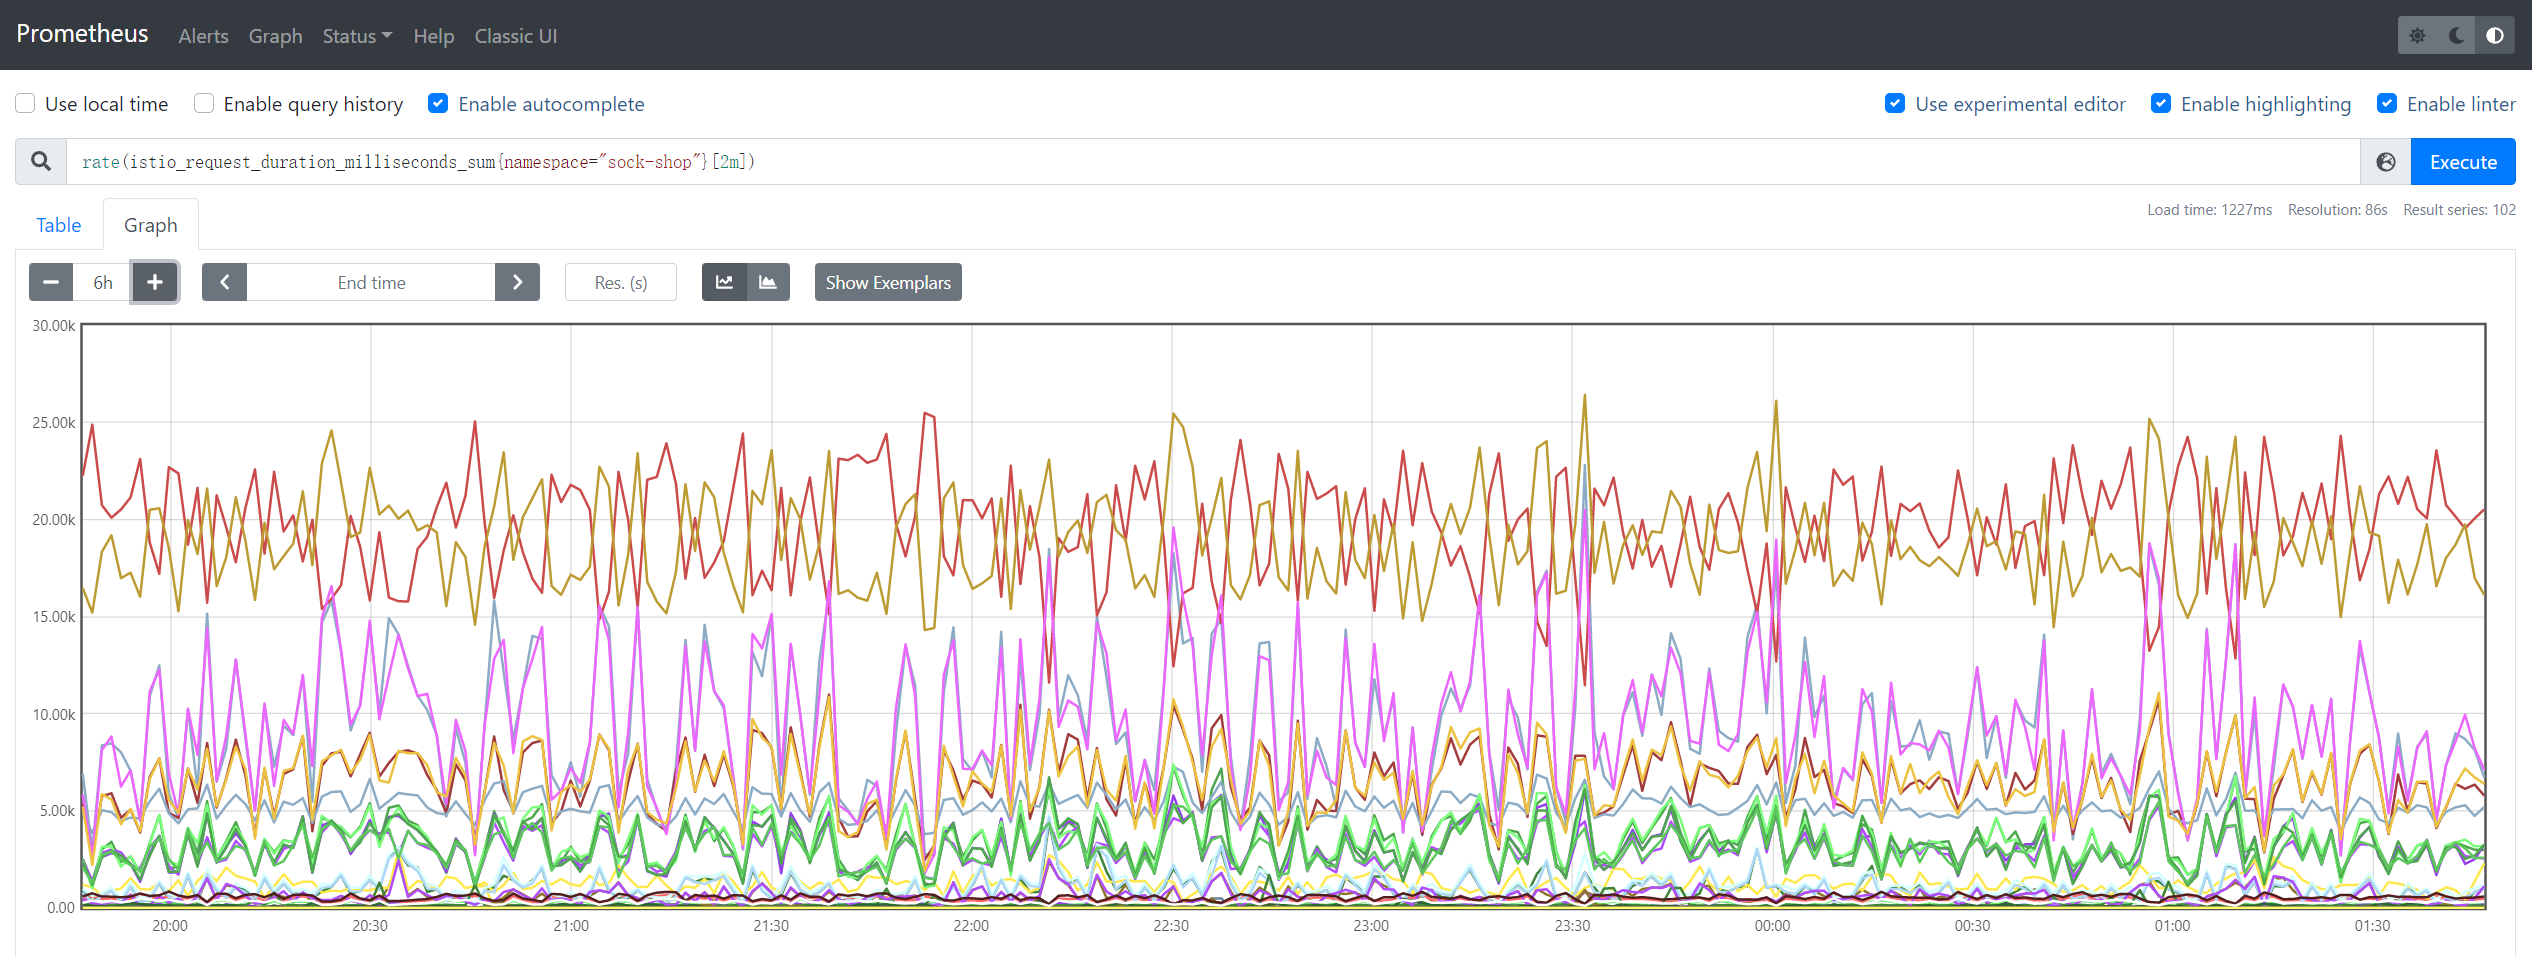 Prometheus Alerts Graph Status Help Classic UI
Use local time Enable query history Enable autocomplete Use experimental editor Enable highlighting Enable linter
rate(istio_request_duration_milliseconds_sum{namespace="sock-shop"}[2m]) Execute
Table Graph Load time: 1227ms Resolution: 86s Result series: 102
6h End time Res. (s) Show Exemplars
30.00k
25.00k
20.00k
15.00k
10.00k
5.00k
0.00
20:00 20:30 21:00 21:30 22:00 22:30 23:00 23:30 00:00 00:30 01:00 01:30